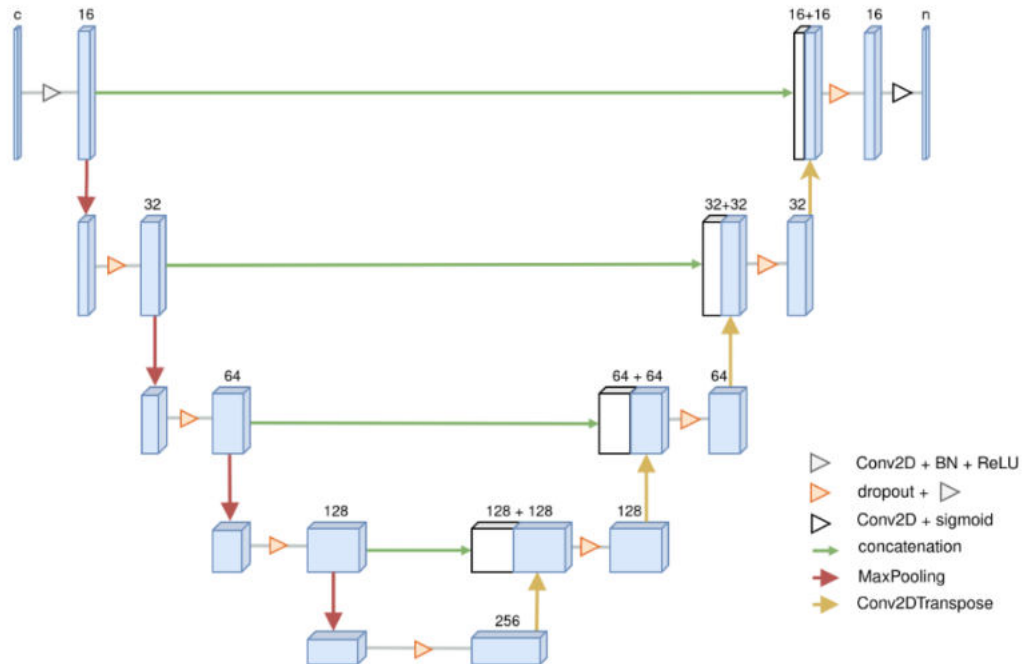 c
16
16+16
16
n
32
32+32
32
64
64 + 64
64
128
128 + 128
128
256
Conv2D + BN + ReLU
dropout +
Conv2D + sigmoid
concatenation
MaxPooling
Conv2DTranspose